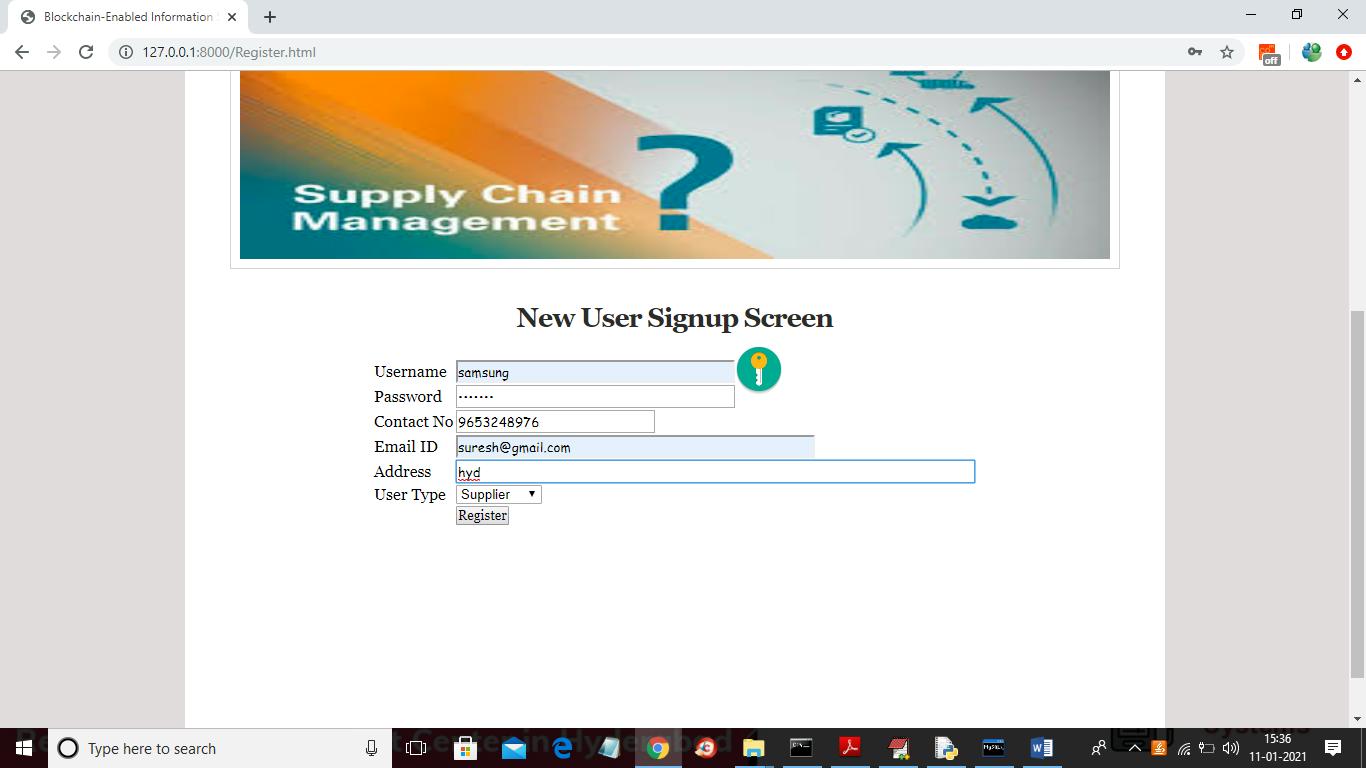 Blockchain-Enabled Information
127.0.0.1:8000/Register.html
off
Supply Chain
Management
?
New User Signup Screen
Username samsung
Password •••••••
Contact No 9653248976
Email ID suresh@gmail.com
Address hyd
User Type Supplier
Register
Type here to search
15:36
11-01-2021